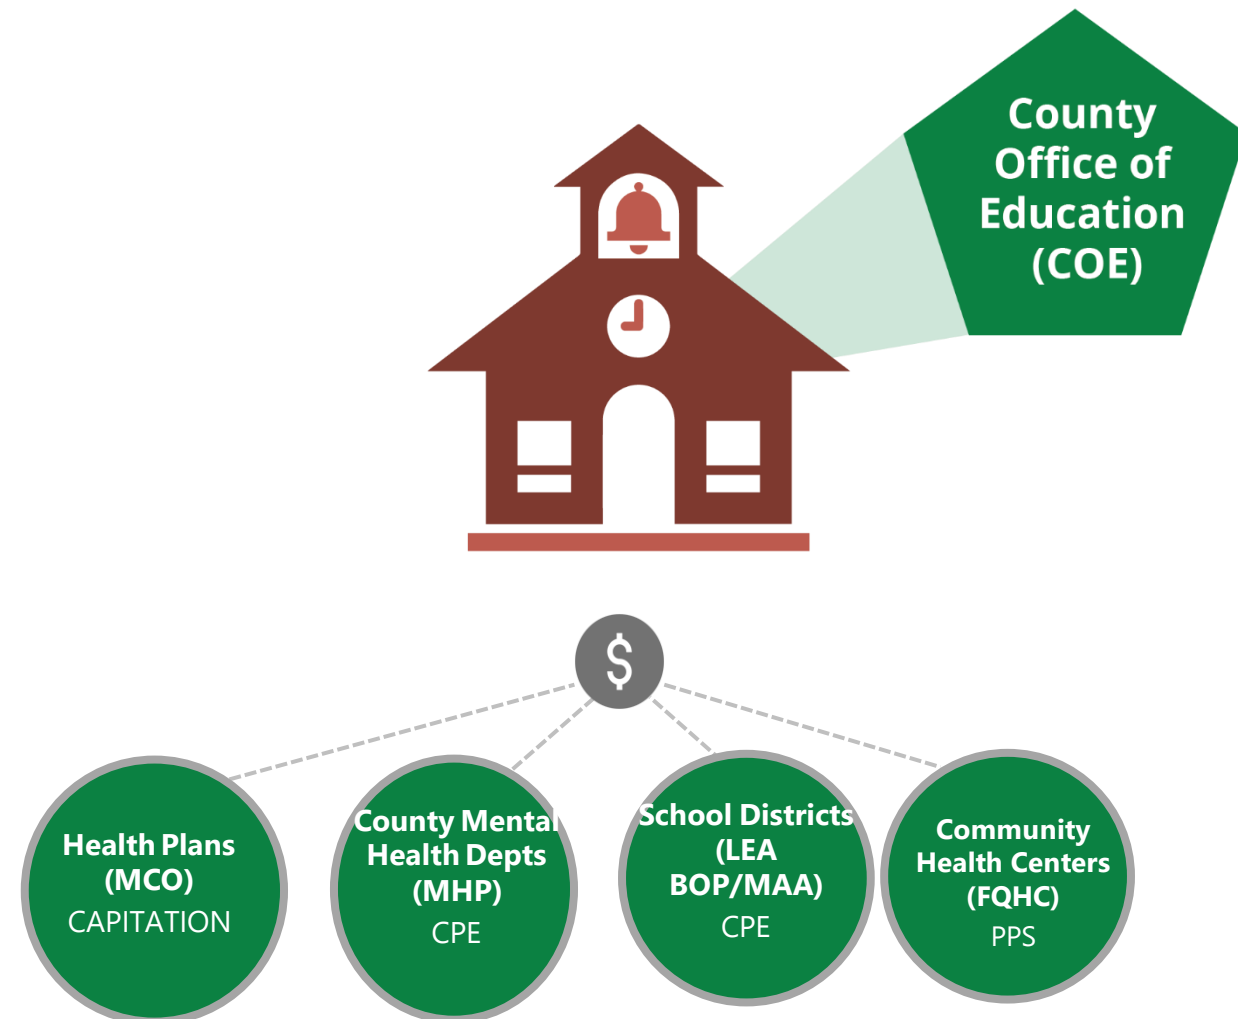 County
Office of
Education
(COE)
$
Health Plans
(MCO)
CAPITATION
County Mental
Health Depts
(MHP)
CPE
School Districts
(LEA
BOP/MAA)
CPE
Community
Health Centers
(FQHC)
PPS